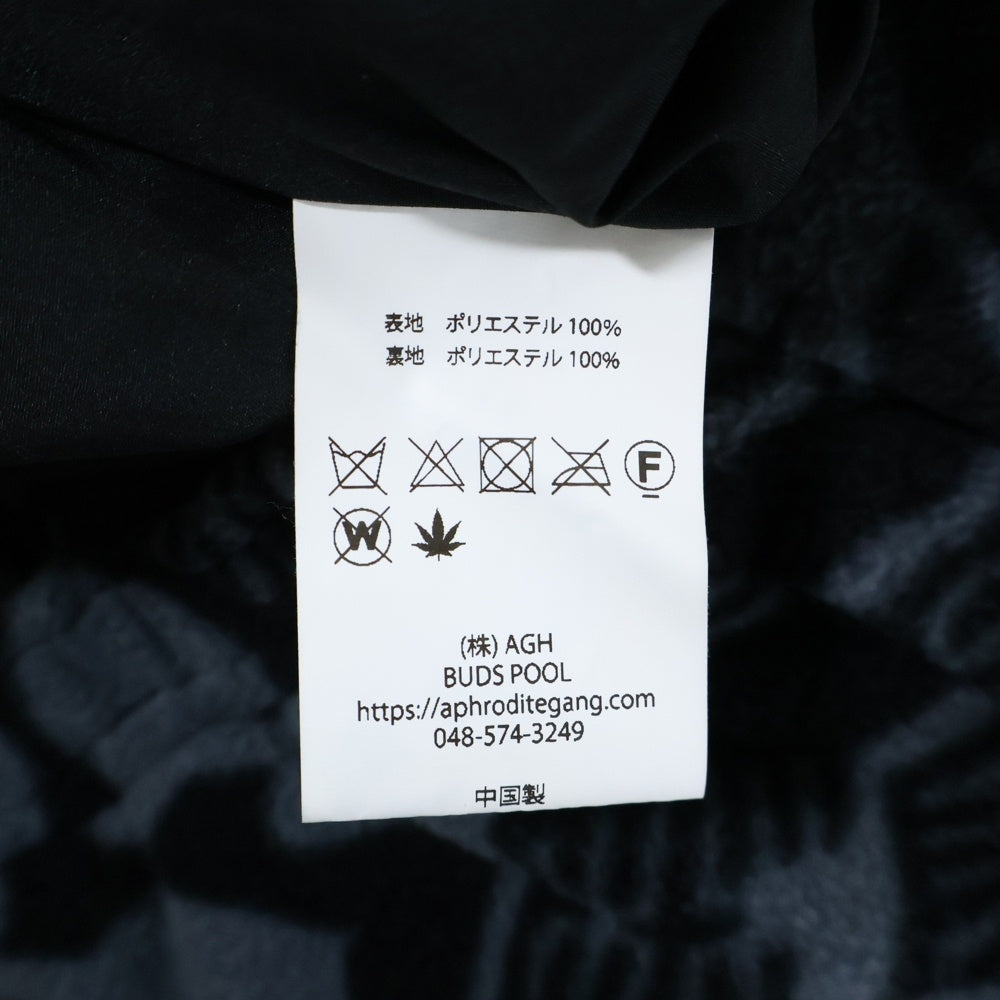 表地 ポリエステル 100%
裏地 ポリエステル 100%
F
W
(株) AGH
BUDS POOL
https://aphroditegang.com
048-574-3249
中国製